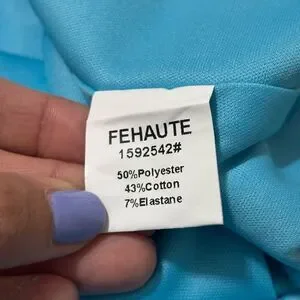 FEHAUTE
1592542#
50%Polyester
43%Cotton
7%Elastane